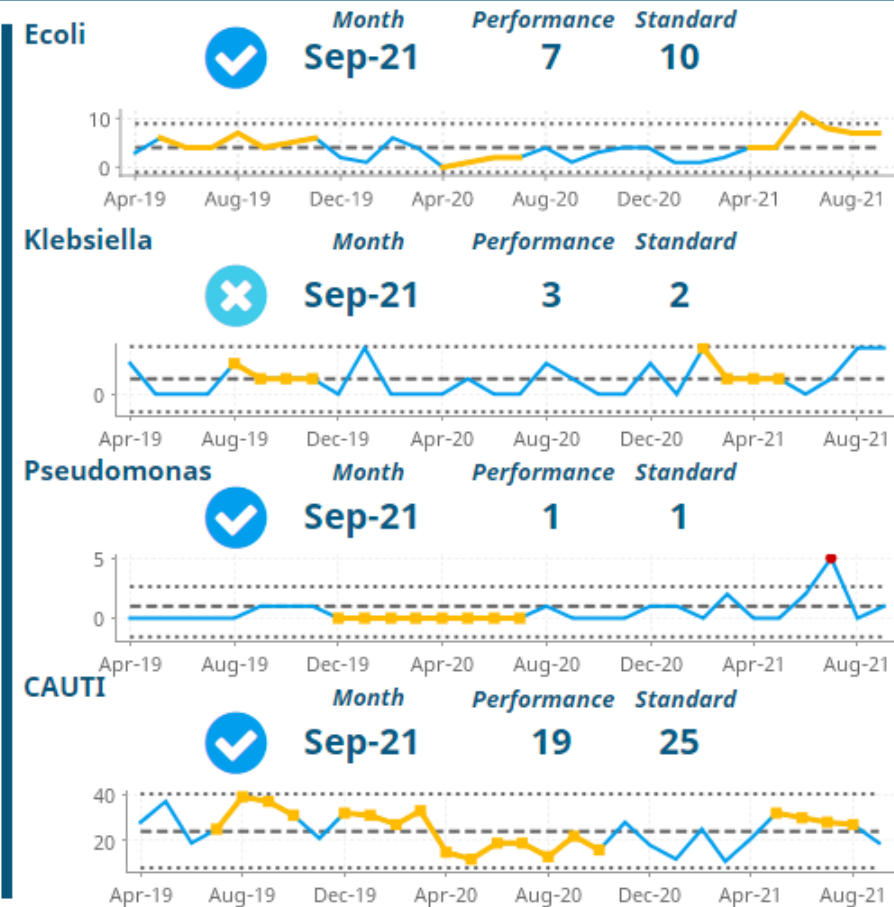 Ecoli
Month Performance Standard
Sep-21 7 10
10
0
Apr-19 Aug-19 Dec-19 Apr-20 Aug-20 Dec-20 Apr-21 Aug-21
Klebsiella
Month Performance Standard
Sep-21 3 2
0
Apr-19 Aug-19 Dec-19 Apr-20 Aug-20 Dec-20 Apr-21 Aug-21
Pseudomonas
Month Performance Standard
Sep-21 1 1
5
0
Apr-19 Aug-19 Dec-19 Apr-20 Aug-20 Dec-20 Apr-21 Aug-21
CAUTI
Month Performance Standard
Sep-21 19 25
40
20
Apr-19 Aug-19 Dec-19 Apr-20 Aug-20 Dec-20 Apr-21 Aug-21